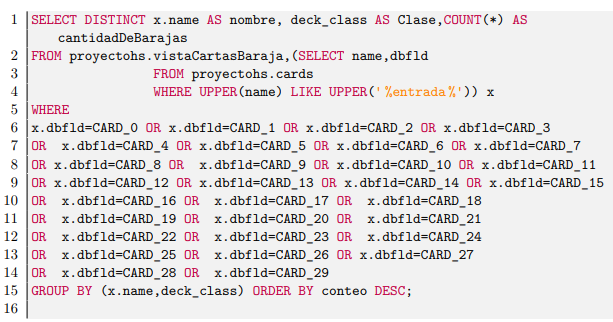 1 SELECT DISTINCT x.name AS nombre, deck_class AS Clase,COUNT(*) AS
cantidadDeBarajas
2 FROM proyectohs.vistaCartasBaraja,(SELECT name,dbfld
3 FROM proyectohs.cards
4 WHERE UPPER(name) LIKE UPPER('%entrada%')) x
5 WHERE
6 x.dbfld=CARD_0 OR x.dbfld=CARD_1 OR x.dbfld=CARD_2 OR x.dbfld=CARD_3
7 OR x.dbfld=CARD_4 OR x.dbfld=CARD_5 OR x.dbfld=CARD_6 OR x.dbfld=CARD_7
8 OR x.dbfld=CARD_8 OR x.dbfld=CARD_9 OR x.dbfld=CARD_10 OR x.dbfld=CARD_11
9 OR x.dbfld=CARD_12 OR x.dbfld=CARD_13 OR x.dbfld=CARD_14 OR x.dbfld=CARD_15
10 OR x.dbfld=CARD_16 OR x.dbfld=CARD_17 OR x.dbfld=CARD_18
11 OR x.dbfld=CARD_19 OR x.dbfld=CARD_20 OR x.dbfld=CARD_21
12 OR x.dbfld=CARD_22 OR x.dbfld=CARD_23 OR x.dbfld=CARD_24
13 OR x.dbfld=CARD_25 OR x.dbfld=CARD_26 OR x.dbfld=CARD_27
14 OR x.dbfld=CARD_28 OR x.dbfld=CARD_29
15 GROUP BY (x.name,deck_class) ORDER BY conteo DESC;
16